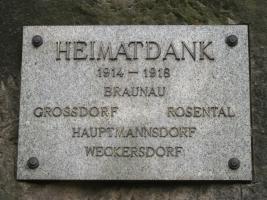 HEIMATDANK
1914 – 1918
BRAUNAU
GROSSDORF ROSENTAL
HAUPTMANNSDORF
WECKERSDORF